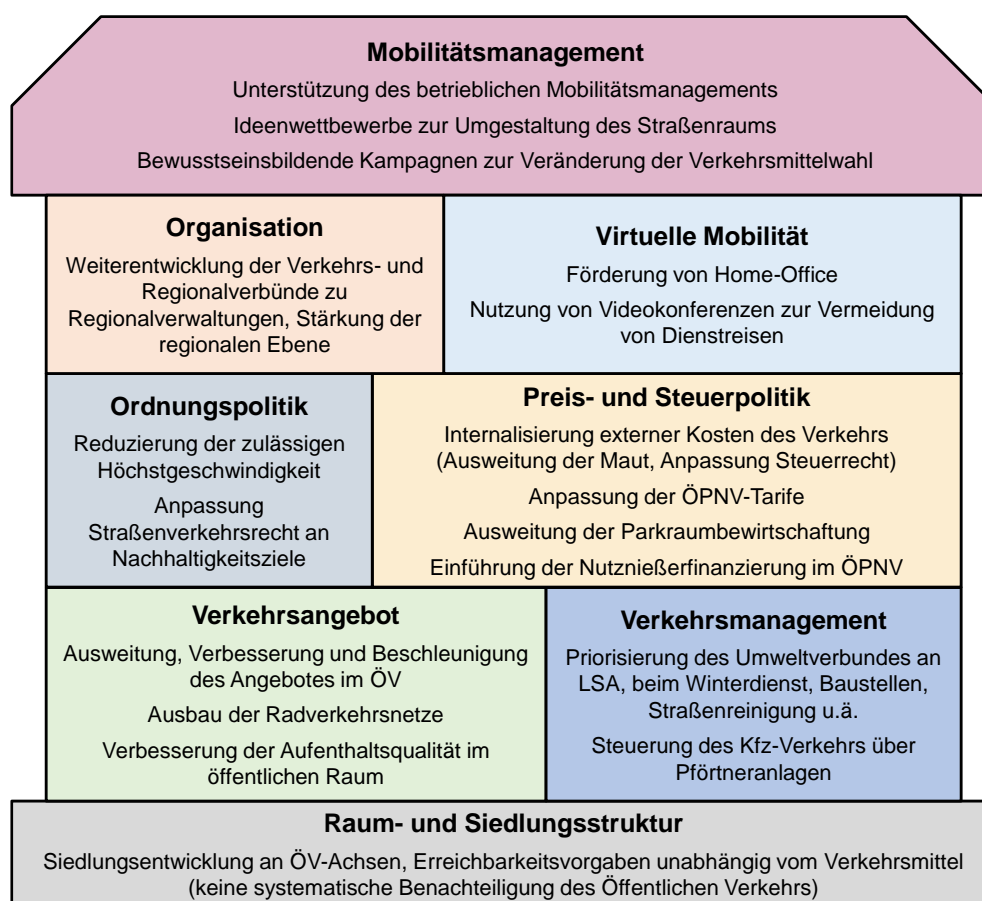 Mobilitätsmanagement
Unterstützung des betrieblichen Mobilitätsmanagements
Ideenwettbewerbe zur Umgestaltung des Straßenraums
Bewusstseinsbildende Kampagnen zur Veränderung der Verkehrsmittelwahl
Organisation
Weiterentwicklung der Verkehrs- und
Regionalverbünde zu
Regionalverwaltungen, Stärkung der
regionalen Ebene
Virtuelle Mobilität
Förderung von Home-Office
Nutzung von Videokonferenzen zur Vermeidung
von Dienstreisen
Ordnungspolitik
Reduzierung der zulässigen
Höchstgeschwindigkeit
Anpassung
Straßenverkehrsrecht an
Nachhaltigkeitsziele
Preis- und Steuerpolitik
Internalisierung externer Kosten des Verkehrs
(Ausweitung der Maut, Anpassung Steuerrecht)
Anpassung der ÖPNV-Tarife
Ausweitung der Parkraumbewirtschaftung
Einführung der Nutznießerfinanzierung im ÖPNV
Verkehrsangebot
Ausweitung, Verbesserung und Beschleunigung
des Angebotes im ÖV
Ausbau der Radverkehrsnetze
Verbesserung der Aufenthaltsqualität im
öffentlichen Raum
Verkehrsmanagement
Priorisierung des Umweltverbundes an
LSA, beim Winterdienst, Baustellen,
Straßenreinigung u.ä.
Steuerung des Kfz-Verkehrs über
Pförtneranlagen
Raum- und Siedlungsstruktur
Siedlungsentwicklung an ÖV-Achsen, Erreichbarkeitsvorgaben unabhängig vom Verkehrsmittel
(keine systematische Benachteiligung des Öffentlichen Verkehrs)